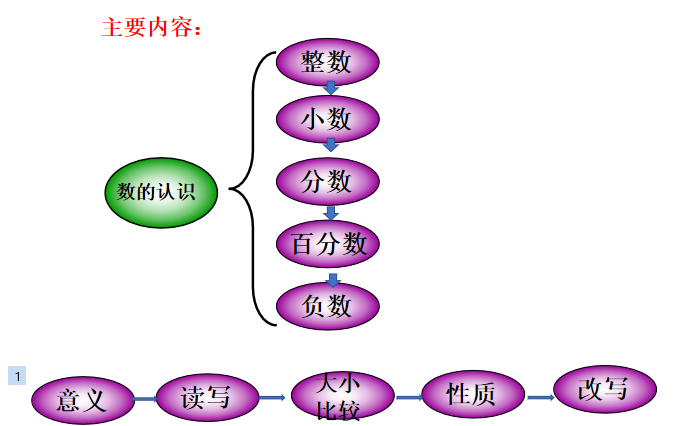 主要内容：
整数
小数
分数
百分数
负数
数的认识
1
意义
读写
大小
比较
性质
改写